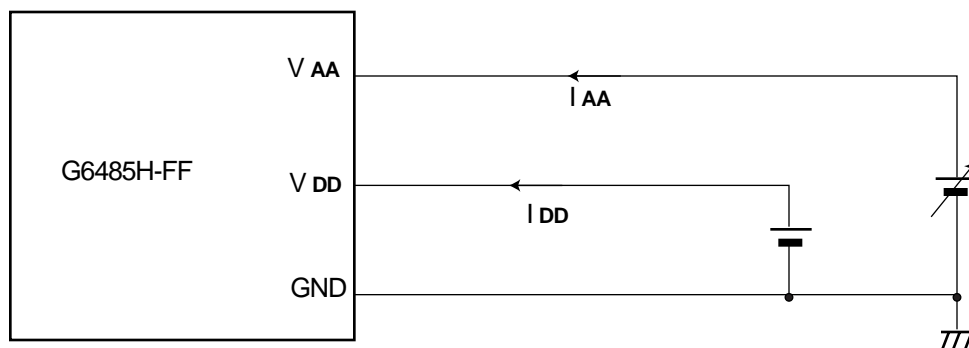 V AA
I AA
G6485H-FF
V DD
I DD
GND